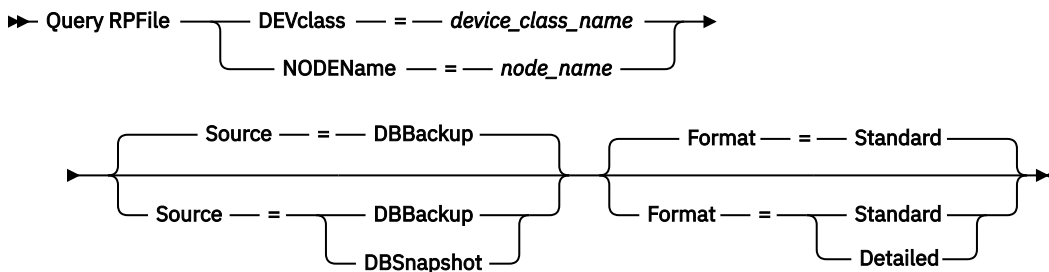 Query RPFile DEVclass = device_class_name
NODEName = node_name
Source = DBBackup Format = Standard
Source = DBBackup Format = Standard
DBSnapshot Detailed